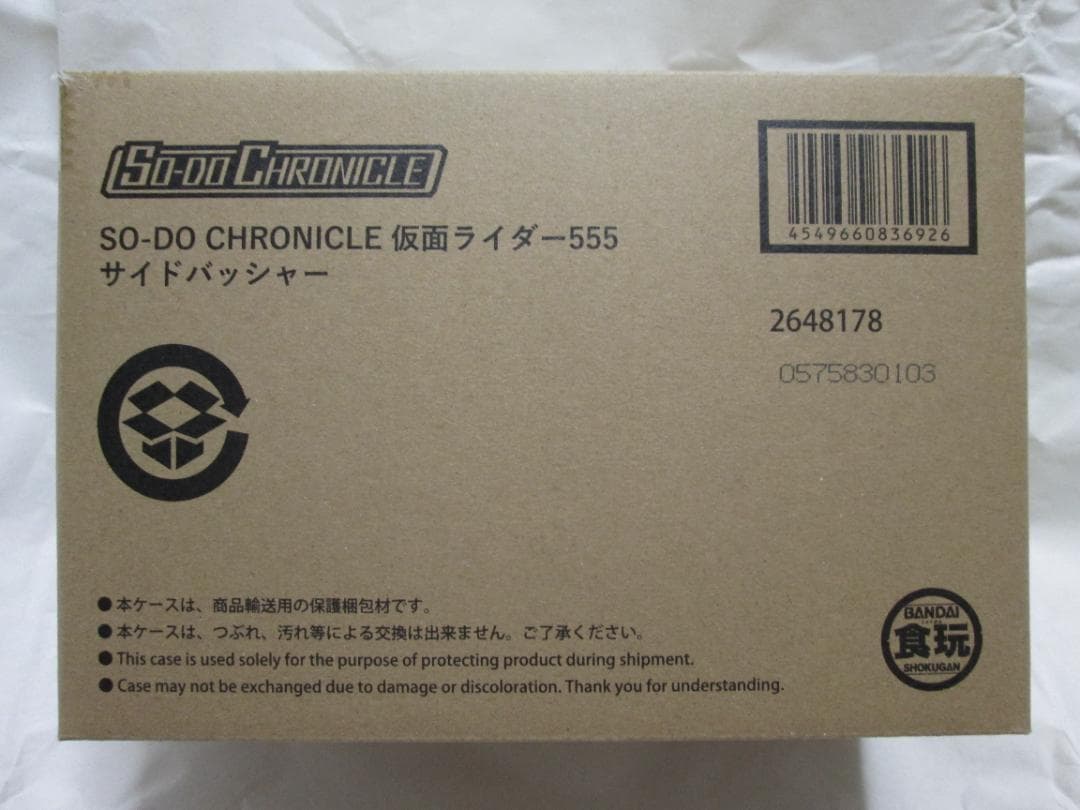 SO-DO CHRONICLE
SO-DO CHRONICLE 仮面ライダー555
サイドバッシャー
4549660836926
2648178
0575830103
●本ケースは、商品輸送用の保護梱包材です。
●本ケースは、つぶれ、汚れ等による交換は出来ません。ご了承ください。
●This case is used solely for the purpose of protecting product during shipment.
●Case may not be exchanged due to damage or discoloration. Thank you for understanding.
BANDAI
食玩
SHOKUGAN